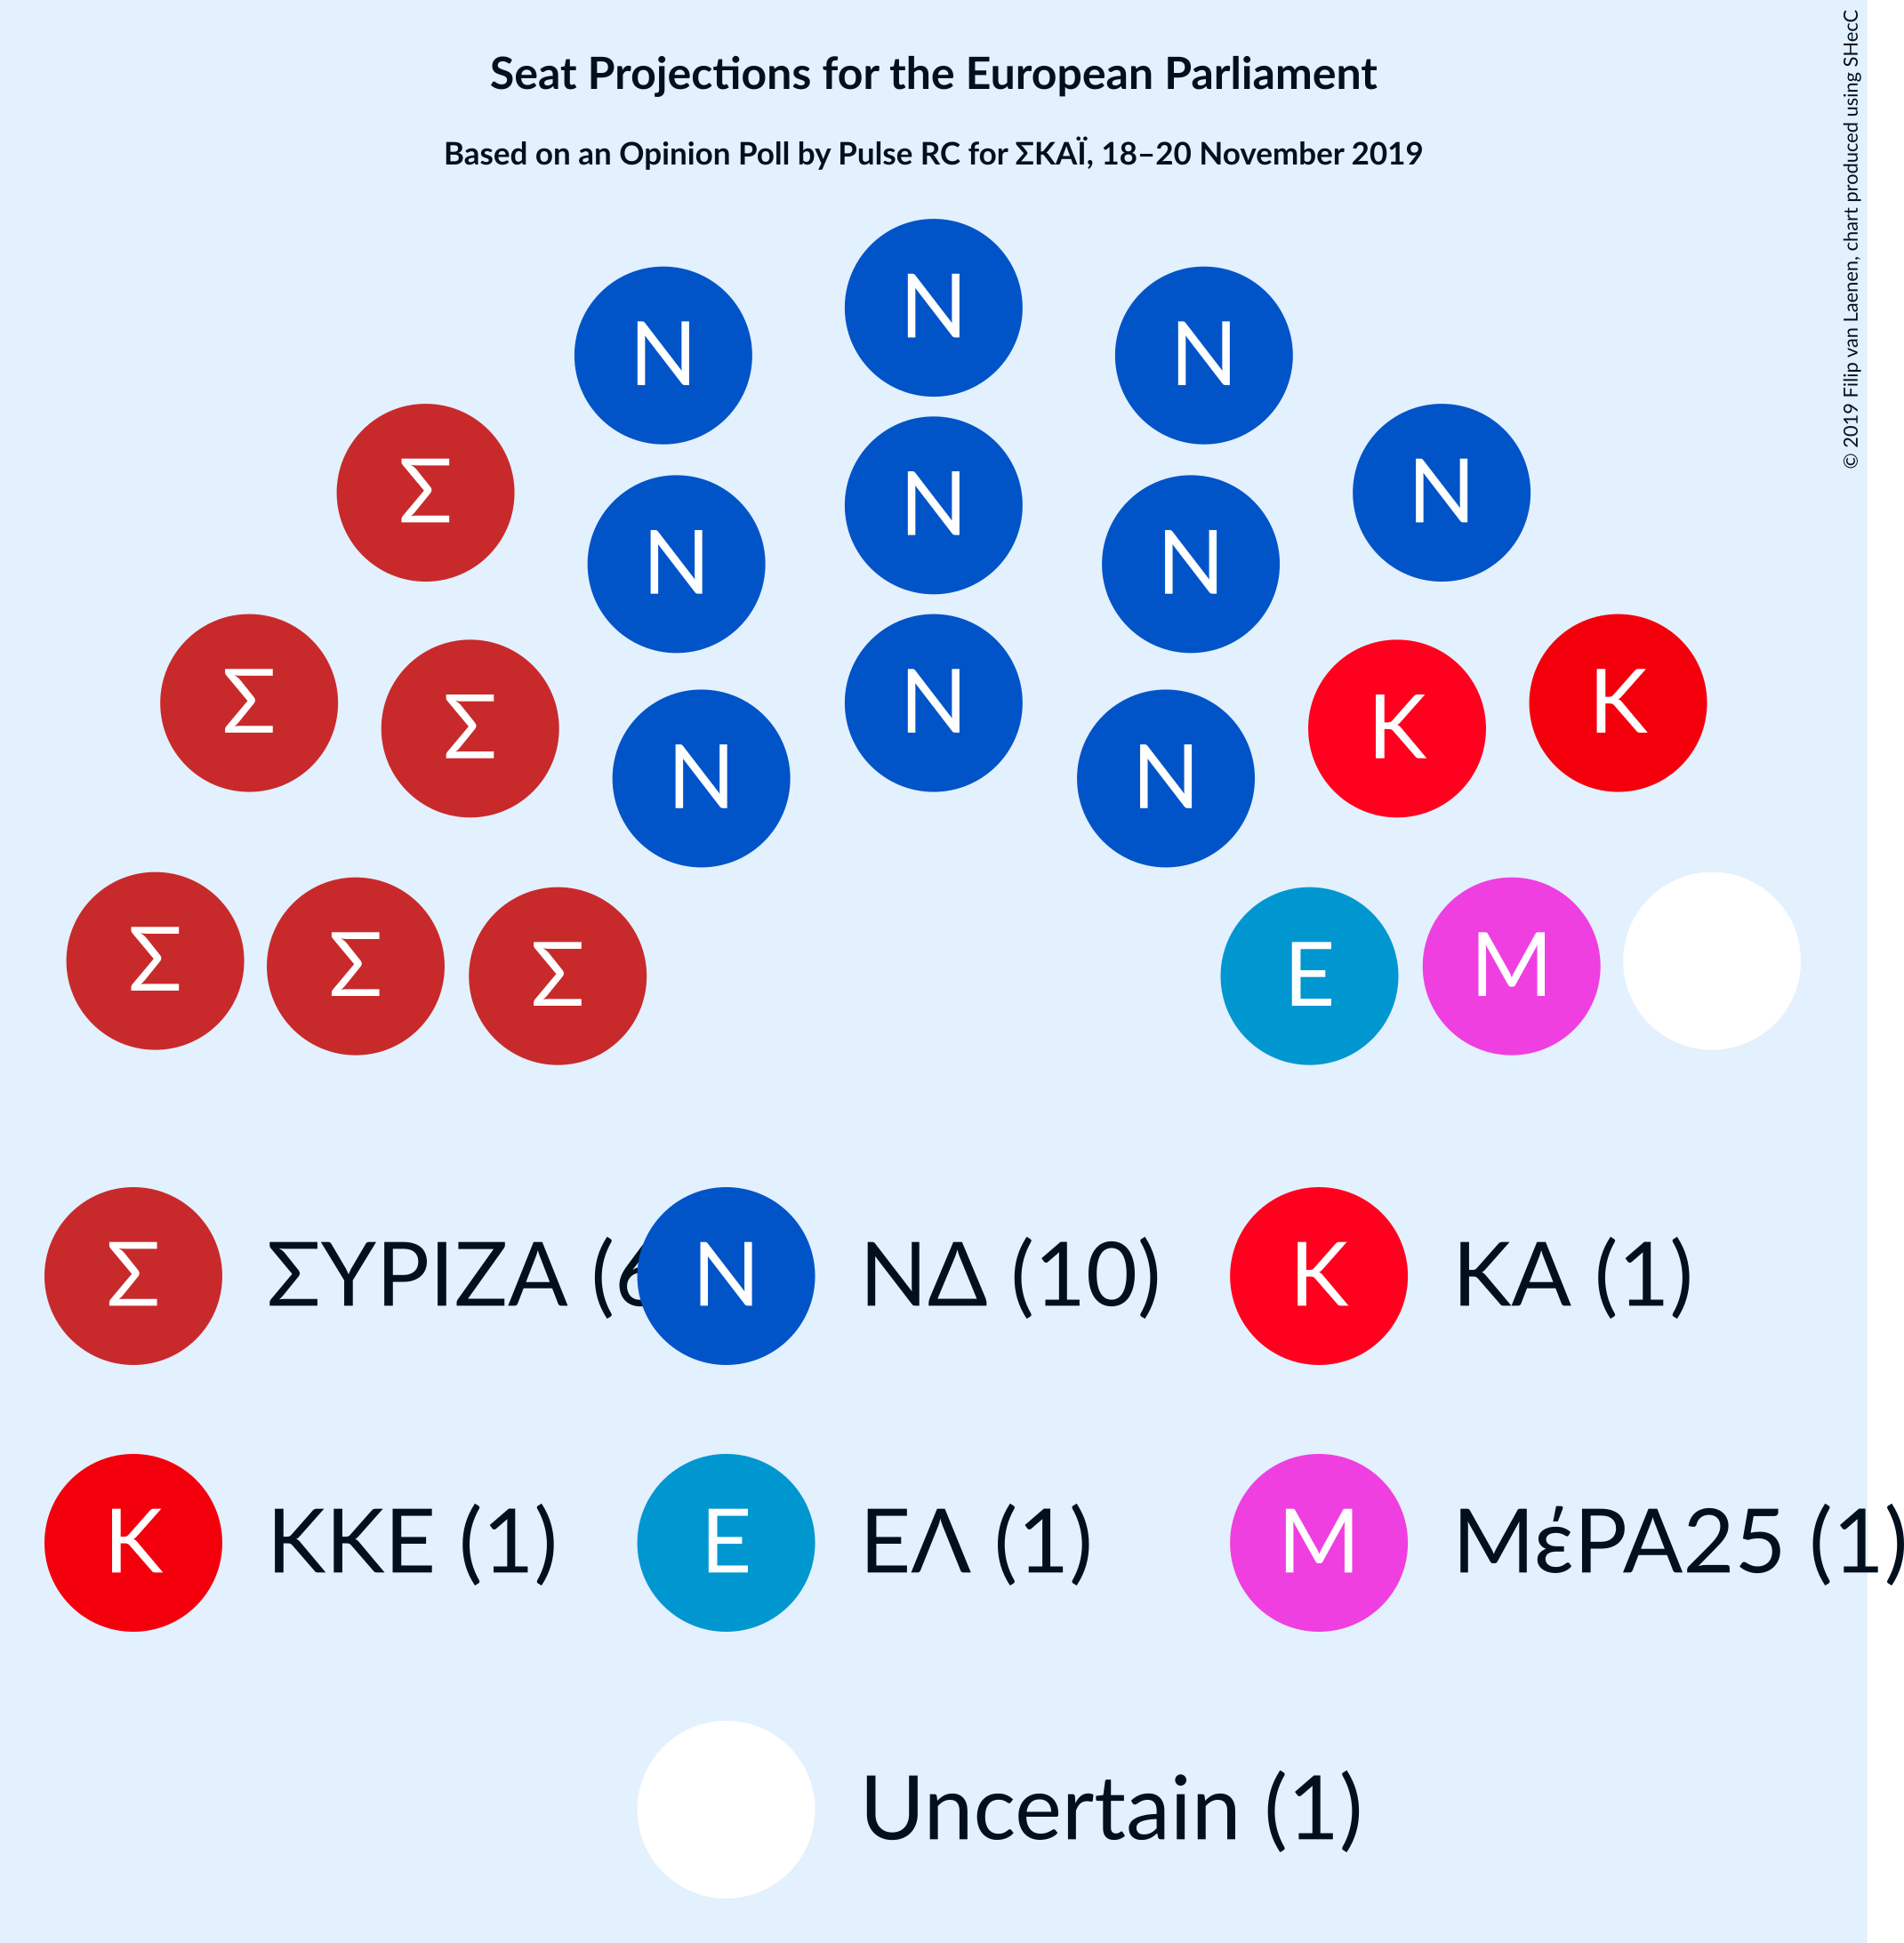 Seat Projections for the European Parliament
Based on an Opinion Poll by Pulse RC for ΣΚΑΪ, 18–20 November 2019
© 2019 Filip van Laenen, chart produced using SHecC
N
N N
Σ N
N
N N
N
Σ K
Σ K
N N
Σ Σ Σ E M
Σ ΣΥΡΙΖΑ (6 N ΝΔ (10) K ΚΑ (1)
K ΚΚΕ (1) E ΕΛ (1) M ΜέΡΑ25 (1)
Uncertain (1)